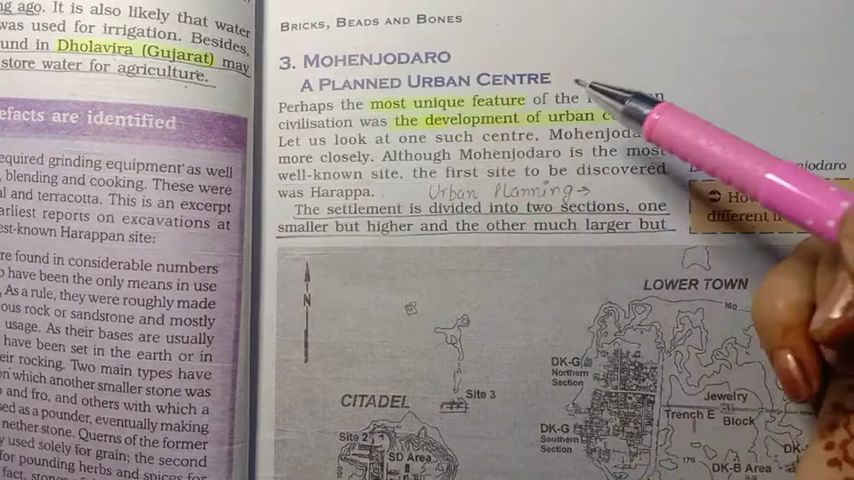 ng ago. It is also likely that water
was used for irrigation. Besides,
und in Dholavira (Gujarat) may
store water for agriculture.
efacts are identified
equired grinding equipment as well
, blending and cooking. These were
al and terracotta. This is an excerpt
arliest reports on excavations at
est-known Harappan site:
re found in considerable numbers
o have been the only means in use
. As a rule, they were roughly made
ous rock or sandstone and mostly
usage. As their bases are usually
have been set in the earth or in
eir rocking. Two main types have
on which another smaller stone was
and fro, and others with which a
sed as a pounder, eventually making
nether stone. Querns of the former
y used solely for grain; the second
for pounding herbs and spices for
BRICKS, BEADS AND BONES
3. MOHENJODARO
A PLANNED URBAN CENTRE
Perhaps the most unique feature of the
civilisation was the development of urban
Let us look at one such centre, Mohenjoda
more closely. Although Mohenjodaro is the most
well-known site, the first site to be discovered
was Harappa. Urban Planning→
The settlement is divided into two sections, one
smaller but higher and the other much larger but
njodaro
➲ How
different
N
LOWER TOWN
160
DK-G
Northern
Section
Site 3
CITADEL
Jewelry
Block
Trench E
DK-G
Southern
Section
Site 2
SD Area
175
DK-B Area